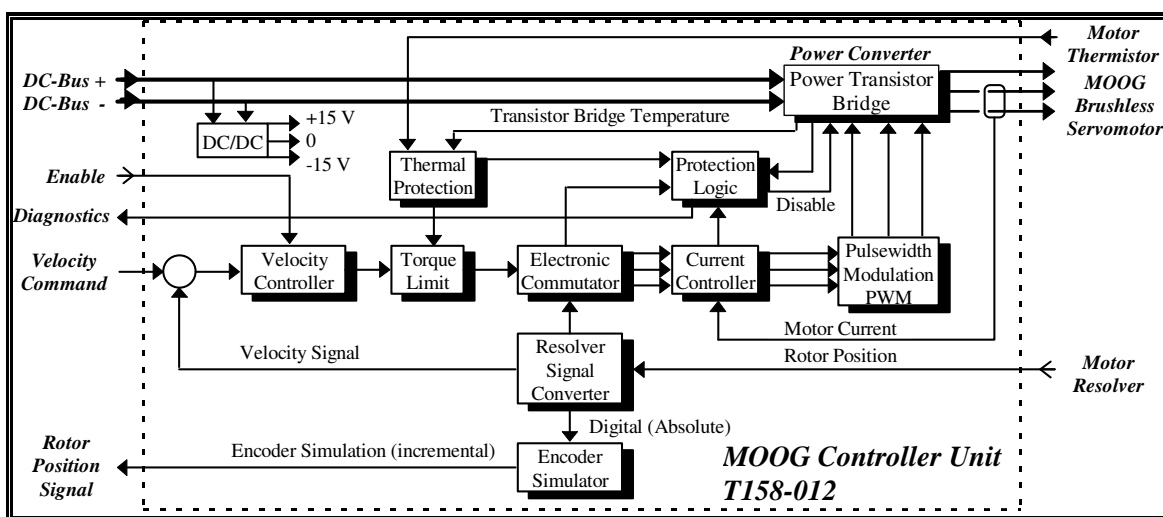 Motor
Thermistor
Power Converter
DC-Bus +
DC-Bus -
Power Transistor
Bridge
MOOG
Brushless
Servomotor
Transistor Bridge Temperature
+15 V
0
-15 V
DC/DC
Thermal
Protection
Protection
Logic
Enable
Disable
Diagnostics
Velocity
Command
Velocity
Controller
Torque
Limit
Electronic
Commutator
Current
Controller
Pulsewidth
Modulation
PWM
Motor Current
Velocity Signal
Resolver
Signal
Converter
Rotor Position
Motor
Resolver
Digital (Absolute)
Rotor
Position
Signal
Encoder Simulation (incremental)
Encoder
Simulator
MOOG Controller Unit
T158-012